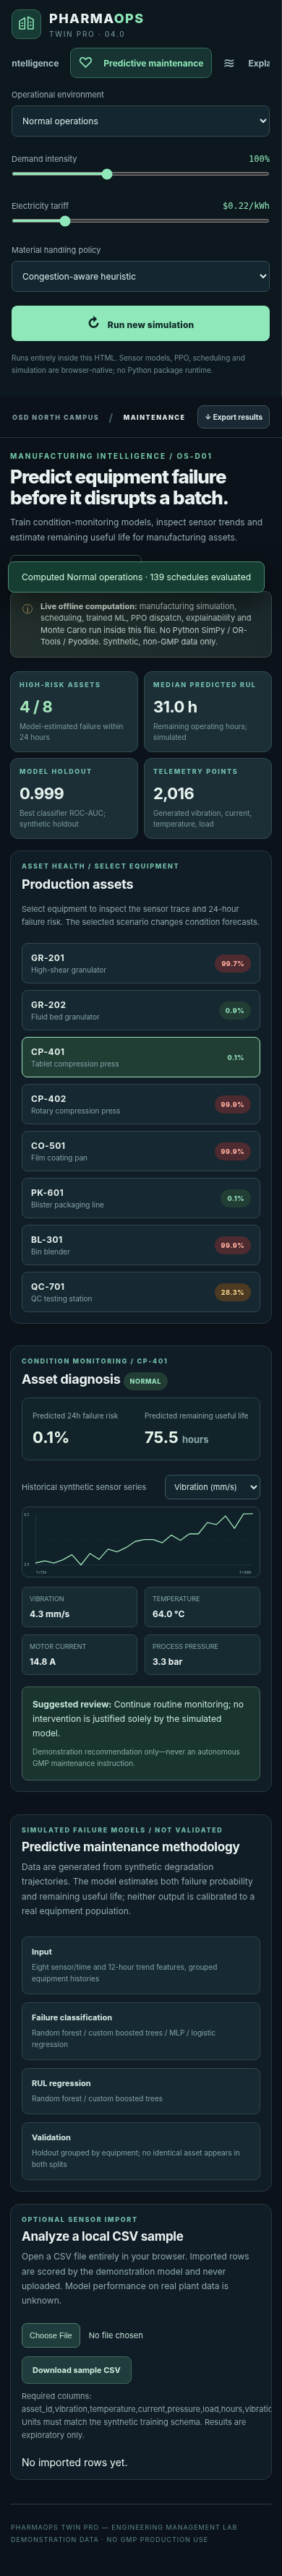 PHARMAOPS
TWIN PRO · 04.0
ntelligence
Predictive maintenance
Expla
Operational environment
Normal operations
Demand intensity 100%
Electricity tariff $0.22/kWh
Material handling policy
Congestion-aware heuristic
Run new simulation
Runs entirely inside this HTML. Sensor models, PPO, scheduling and
simulation are browser-native; no Python package runtime.
OSD NORTH CAMPUS / MAINTENANCE
↓ Export results
MANUFACTURING INTELLIGENCE / OS-D01
Predict equipment failure
before it disrupts a batch.
Train condition-monitoring models, inspect sensor trends and
estimate remaining useful life for manufacturing assets.
Computed Normal operations · 139 schedules evaluated
Live offline computation: manufacturing simulation,
scheduling, trained ML, PPO dispatch, explainability and
Monte Carlo run inside this file. No Python SimPy / OR-
Tools / Pyodide. Synthetic, non-GMP data only.
HIGH-RISK ASSETS
4 / 8
Model-estimated failure within
24 hours
MEDIAN PREDICTED RUL
31.0 h
Remaining operating hours;
simulated
MODEL HOLDOUT
0.999
Best classifier ROC-AUC;
synthetic holdout
TELEMETRY POINTS
2,016
Generated vibration, current,
temperature, load
ASSET HEALTH / SELECT EQUIPMENT
Production assets
Select equipment to inspect the sensor trace and 24-hour
failure risk. The selected scenario changes condition forecasts.
GR-201
High-shear granulator
99.7%
GR-202
Fluid bed granulator
0.9%
CP-401
Tablet compression press
0.1%
CP-402
Rotary compression press
99.9%
CO-501
Film coating pan
99.9%
PK-601
Blister packaging line
0.1%
BL-301
Bin blender
99.9%
QC-701
QC testing station
28.3%
CONDITION MONITORING / CP-401
Asset diagnosis NORMAL
Predicted 24h failure risk
0.1%
Predicted remaining useful life
75.5 hours
Historical synthetic sensor series
Vibration (mm/s)
VIBRATION
4.3 mm/s
TEMPERATURE
64.0 °C
MOTOR CURRENT
14.8 A
PROCESS PRESSURE
3.3 bar
Suggested review: Continue routine monitoring; no
intervention is justified solely by the simulated
model.
Demonstration recommendation only—never an autonomous
GMP maintenance instruction.
SIMULATED FAILURE MODELS / NOT VALIDATED
Predictive maintenance methodology
Data are generated from synthetic degradation
trajectories. The model estimates both failure probability
and remaining useful life; neither output is calibrated to a
real equipment population.
Input
Eight sensor/time and 12-hour trend features, grouped
equipment histories
Failure classification
Random forest / custom boosted trees / MLP / logistic
regression
RUL regression
Random forest / custom boosted trees
Validation
Holdout grouped by equipment; no identical asset appears in
both splits
OPTIONAL SENSOR IMPORT
Analyze a local CSV sample
Open a CSV file entirely in your browser. Imported rows
are scored by the demonstration model and never
uploaded. Model performance on real plant data is
unknown.
Choose File No file chosen
Download sample CSV
Required columns:
asset_id,vibration,temperature,current,pressure,load,hours,vibratic
Units must match the synthetic training schema. Results are
exploratory only.
No imported rows yet.
PHARMAOPS TWIN PRO — ENGINEERING MANAGEMENT LAB
DEMONSTRATION DATA · NO GMP PRODUCTION USE